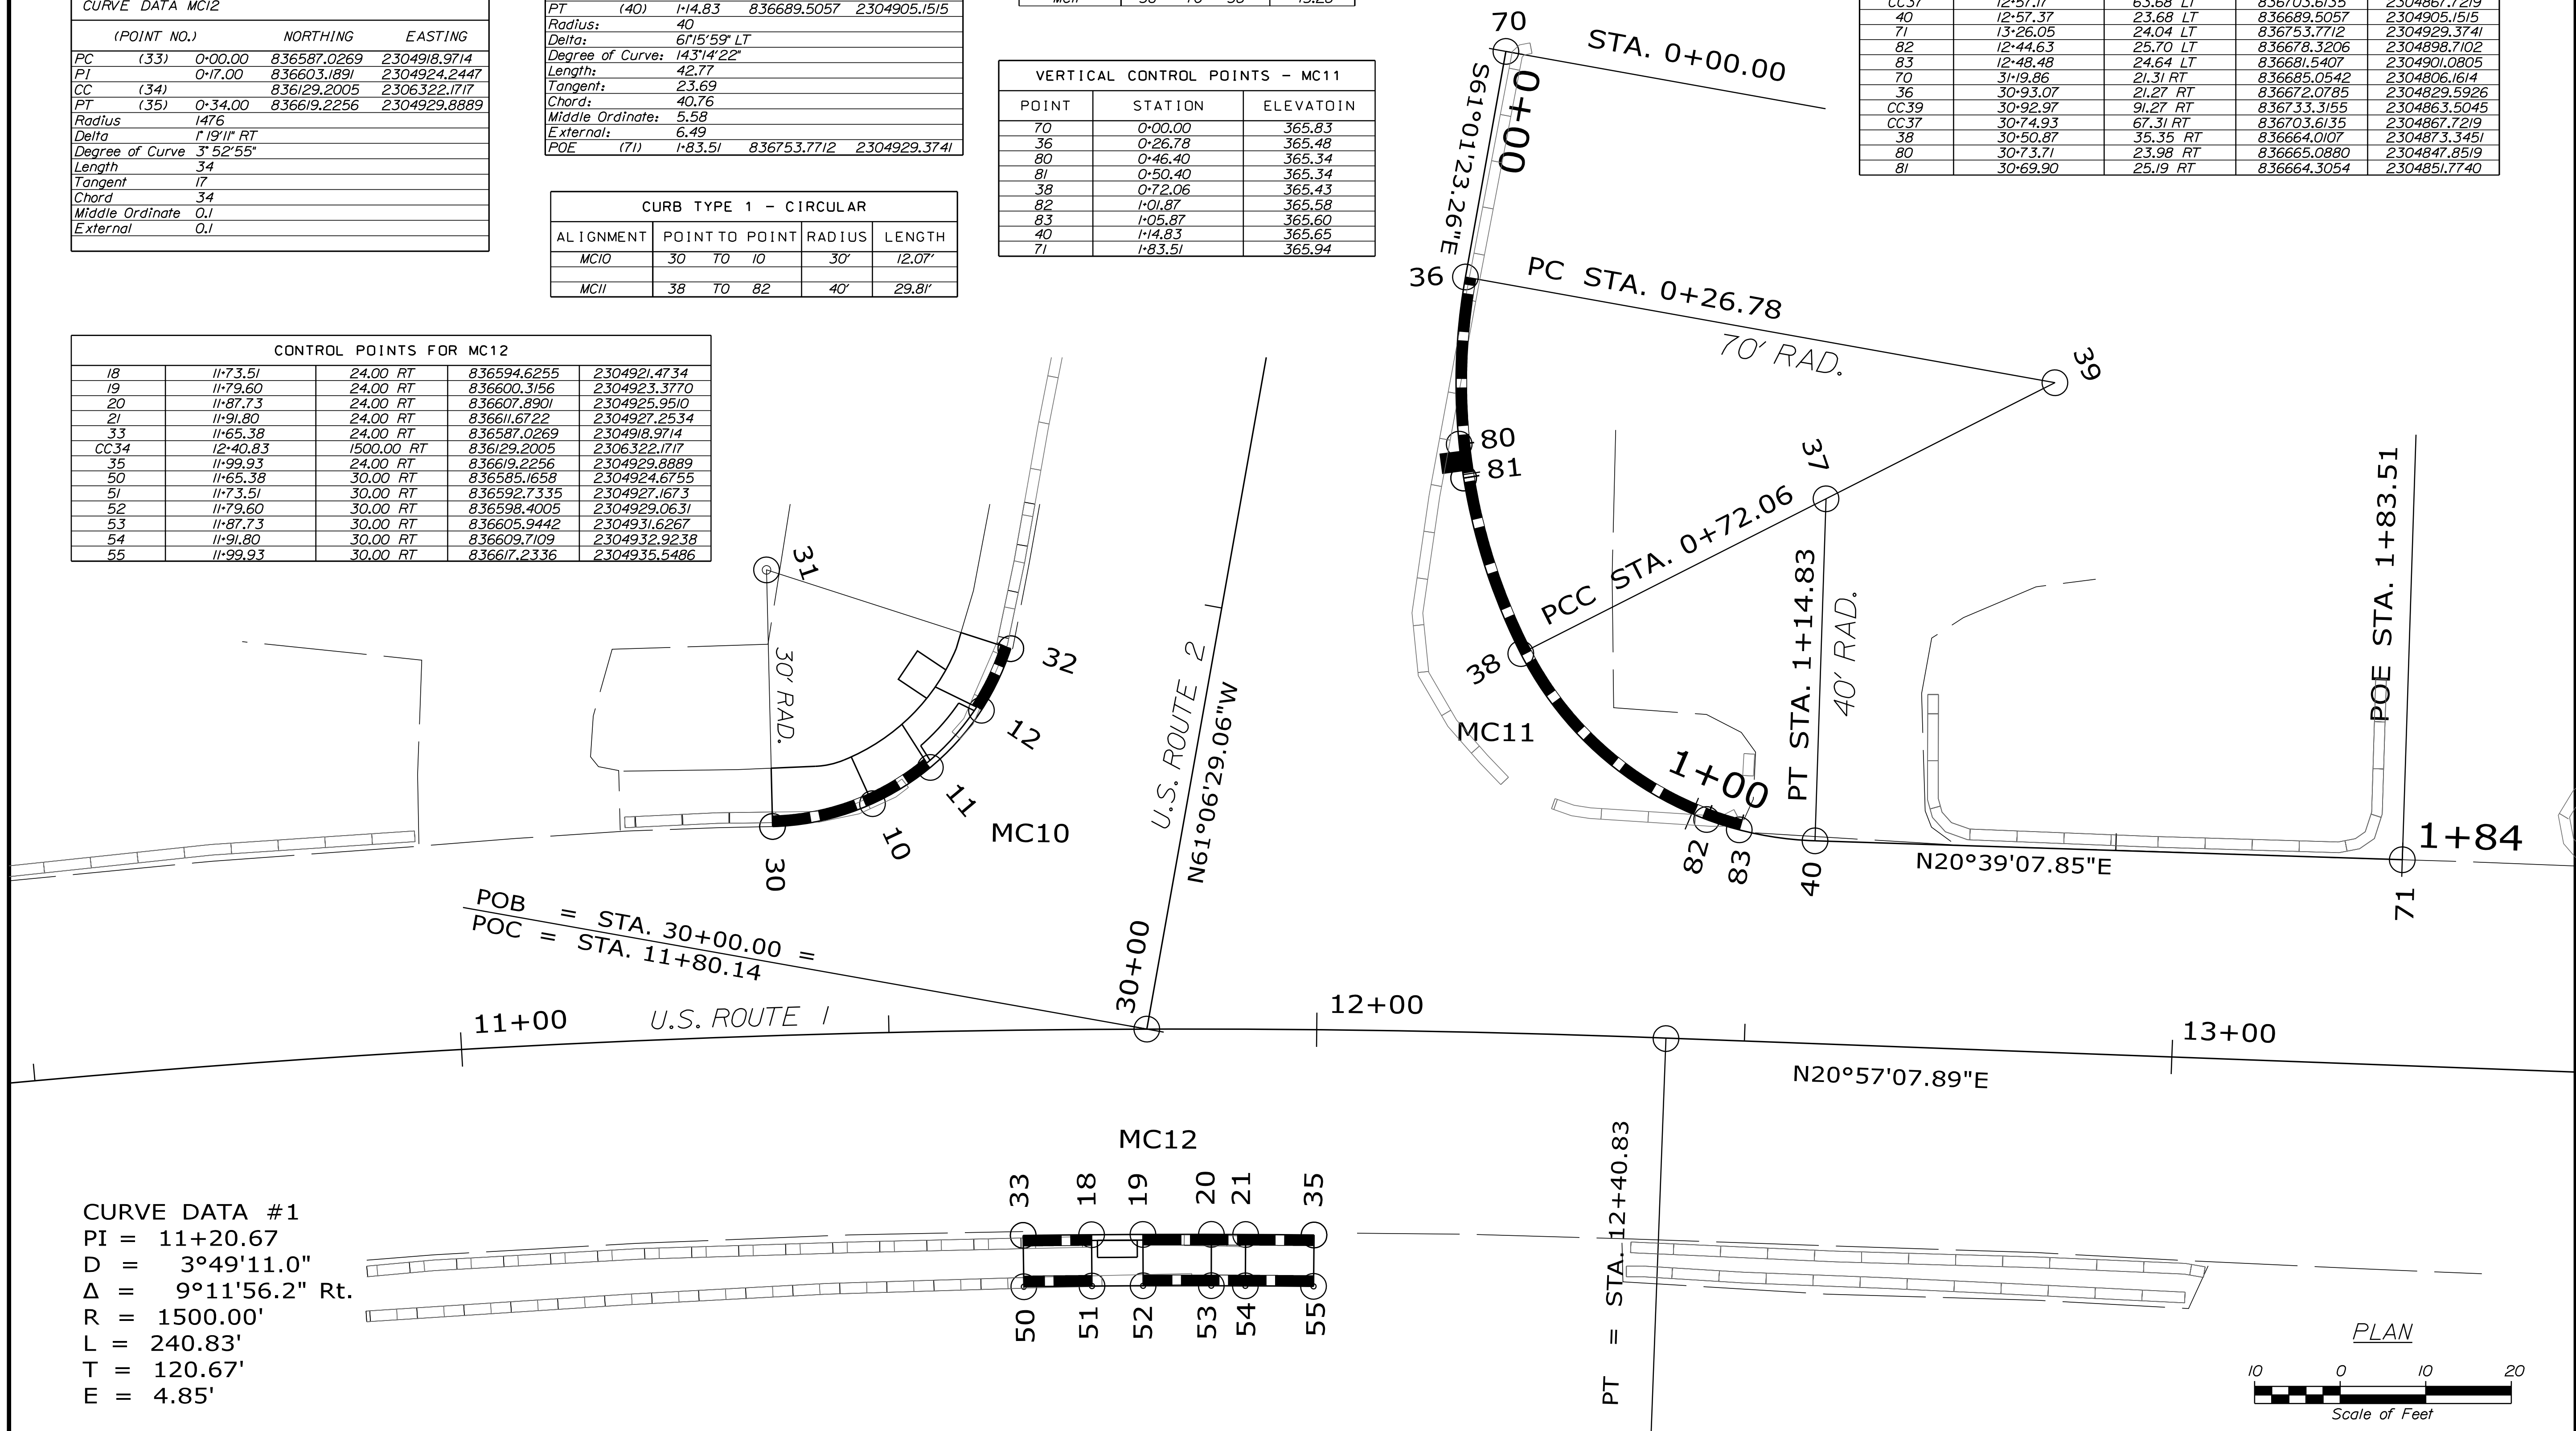 CURVE DATA MC12
(POINT NO.) NORTHING EASTING
PC (33) 0+00.00 836587.0269 2304918.9714
PI 0+17.00 836603.1891 2304924.2447
CC (34) 836129.2005 2306322.1717
PT (35) 0+34.00 836619.2256 2304929.8889
Radius 1476
Delta 1°19'11" RT
Degree of Curve 3°52'55"
Length 34
Tangent 17
Chord 34
Middle Ordinate 0.1
External 0.1
PT (40) 1+14.83 836689.5057 2304905.1515
Radius: 40
Delta: 61°15'59" LT
Degree of Curve: 143°14'22"
Length: 42.77
Tangent: 23.69
Chord: 40.76
Middle Ordinate: 5.58
External: 6.49
POE (71) 1+83.51 836753.7712 2304929.3741
CURB TYPE 1 - CIRCULAR
ALIGNMENT POINT TO POINT RADIUS LENGTH
MC10 30 TO 10 30' 12.07'
MC11 38 TO 82 40' 29.81'
VERTICAL CONTROL POINTS - MC11
POINT STATION ELEVATOIN
70 0+00.00 365.83
36 0+26.78 365.48
80 0+46.40 365.34
81 0+50.40 365.34
38 0+72.06 365.43
82 1+01.87 365.58
83 1+05.87 365.60
40 1+14.83 365.65
71 1+83.51 365.94
CC37 12+57.17 63.68 LT 836703.6135 2304867.7219
40 12+57.37 23.68 LT 836689.5057 2304905.1515
71 13+26.05 24.04 LT 836753.7712 2304929.3741
82 12+44.63 25.70 LT 836678.3206 2304898.7102
83 12+48.48 24.64 LT 836681.5407 2304901.0805
70 31+19.86 21.31 RT 836685.0542 2304806.1614
36 30+93.07 21.27 RT 836672.0785 2304829.5926
CC39 30+92.97 91.27 RT 836733.3155 2304863.5045
CC37 30+74.93 67.31 RT 836703.6135 2304867.7219
38 30+50.87 35.35 RT 836664.0107 2304873.3451
80 30+73.71 23.98 RT 836665.0880 2304847.8519
81 30+69.90 25.19 RT 836664.3054 2304851.7740
CONTROL POINTS FOR MC12
18 11+73.51 24.00 RT 836594.6255 2304921.4734
19 11+79.60 24.00 RT 836600.3156 2304923.3770
20 11+87.73 24.00 RT 836607.8901 2304925.9510
21 11+91.80 24.00 RT 836611.6722 2304927.2534
33 11+65.38 24.00 RT 836587.0269 2304918.9714
CC34 12+40.83 1500.00 RT 836129.2005 2306322.1717
35 11+99.93 24.00 RT 836619.2256 2304929.8889
50 11+65.38 30.00 RT 836585.1658 2304924.6755
51 11+73.51 30.00 RT 836592.7335 2304927.1673
52 11+79.60 30.00 RT 836598.4005 2304929.0631
53 11+87.73 30.00 RT 836605.9442 2304931.6267
54 11+91.80 30.00 RT 836609.7109 2304932.9238
55 11+99.93 30.00 RT 836617.2336 2304935.5486
70
STA. 0+00.00
0+00
S61°01'23.26"E
36
PC STA. 0+26.78
70' RAD.
39
80
81
37
PCC STA. 0+72.06
38
MC11
1+00
PT STA. 1+14.83
40' RAD.
82
83
40
N20°39'07.85"E
POE STA. 1+83.51
1+84
71
31
30' RAD.
32
12
11
10
30
MC10
U.S. ROUTE 2
N61°06'29.06"W
POB = STA. 30+00.00 =
POC = STA. 11+80.14
30+00
11+00
U.S. ROUTE 1
12+00
13+00
N20°57'07.89"E
PT = STA. 12+40.83
MC12
33 18 19 20 21 35
50 51 52 53 54 55
CURVE DATA #1
PI = 11+20.67
D = 3°49'11.0"
Δ = 9°11'56.2" Rt.
R = 1500.00'
L = 240.83'
T = 120.67'
E = 4.85'
PLAN
10 0 10 20
Scale of Feet